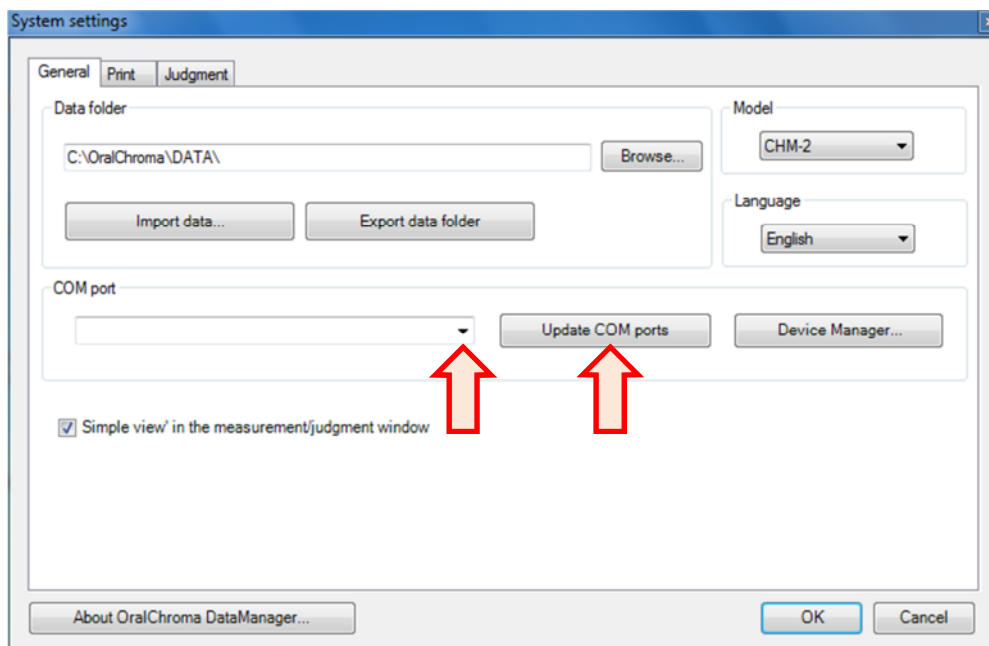 System settings
General Print Judgment
Data folder
C:\OralChroma\DATA\ Browse...
Import data... Export data folder
Model
CHM-2
Language
English
COM port
Update COM ports Device Manager...
Simple view' in the measurement/judgment window
About OralChroma DataManager... OK Cancel